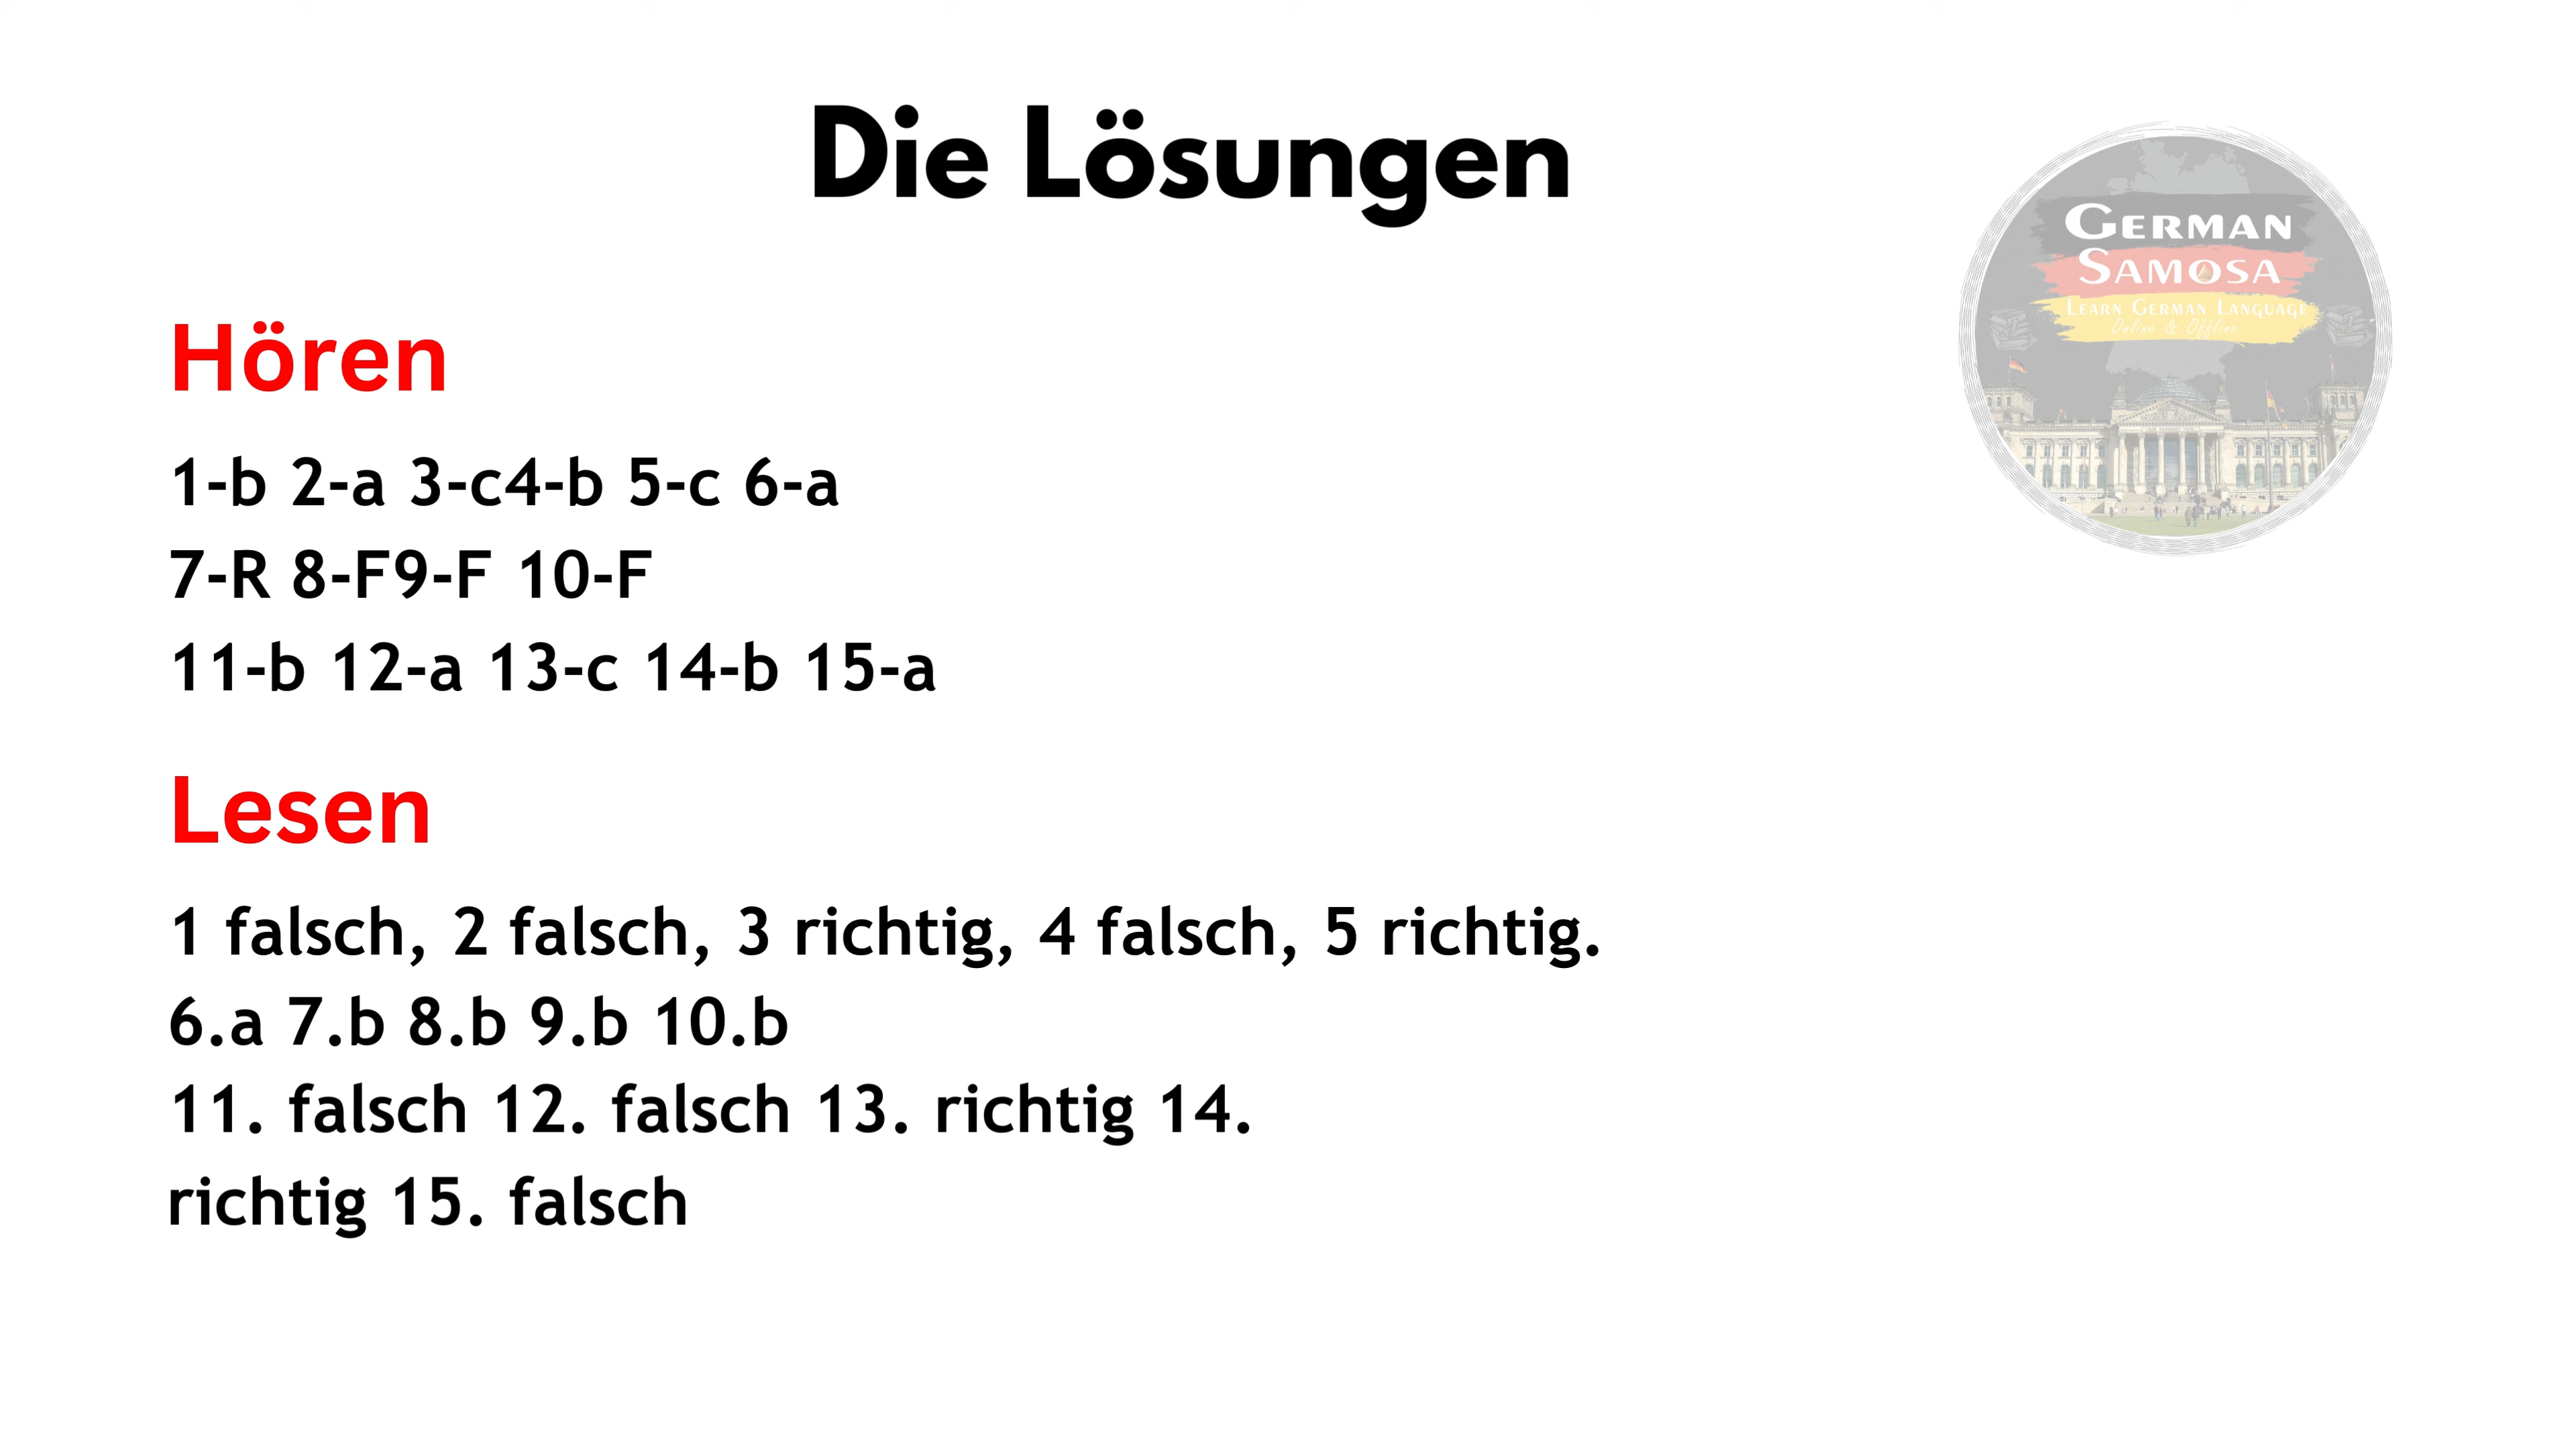 Die Lösungen
GERMAN
SAMOSA
LEARN GERMAN LANGUAGE
Online & Offline
Hören
1-b 2-a 3-c4-b 5-c 6-a
7-R 8-F9-F 10-F
11-b 12-a 13-c 14-b 15-a
Lesen
1 falsch, 2 falsch, 3 richtig, 4 falsch, 5 richtig.
6.a 7.b 8.b 9.b 10.b
11. falsch 12. falsch 13. richtig 14.
richtig 15. falsch